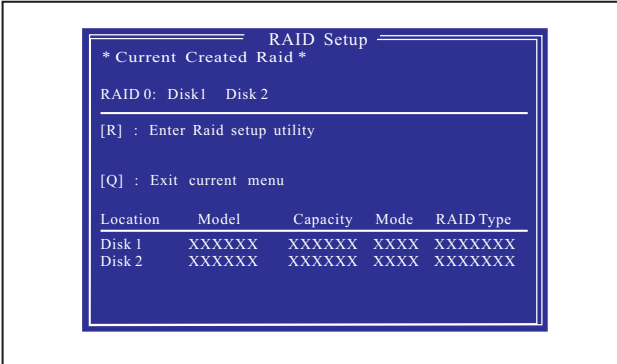 RAID Setup
* Current Created Raid *
RAID 0: Disk1 Disk 2
[R] : Enter Raid setup utility
[Q] : Exit current menu
Location Model Capacity Mode RAID Type
Disk 1 XXXXXX XXXXXX XXXX XXXXXXX
Disk 2 XXXXXX XXXXXX XXXX XXXXXXX